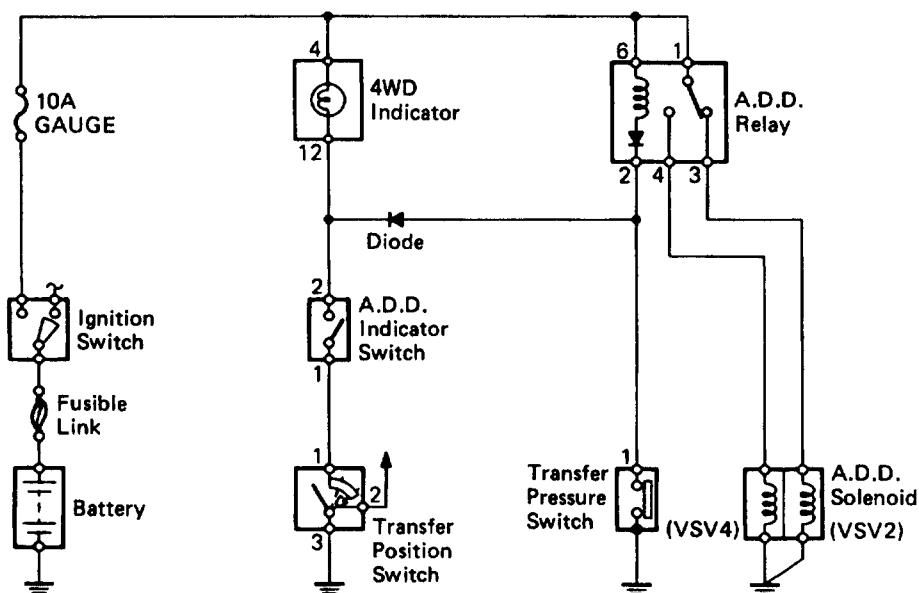 10A
GAUGE
4
4WD
Indicator
12
6
1
A.D.D.
Relay
2
4
3
Diode
Ignition
Switch
2
A.D.D.
Indicator
Switch
1
Fusible
Link
Battery
1
2
3
Transfer
Position
Switch
1
Transfer
Pressure
Switch
(VSV4)
A.D.D.
Solenoid
(VSV2)